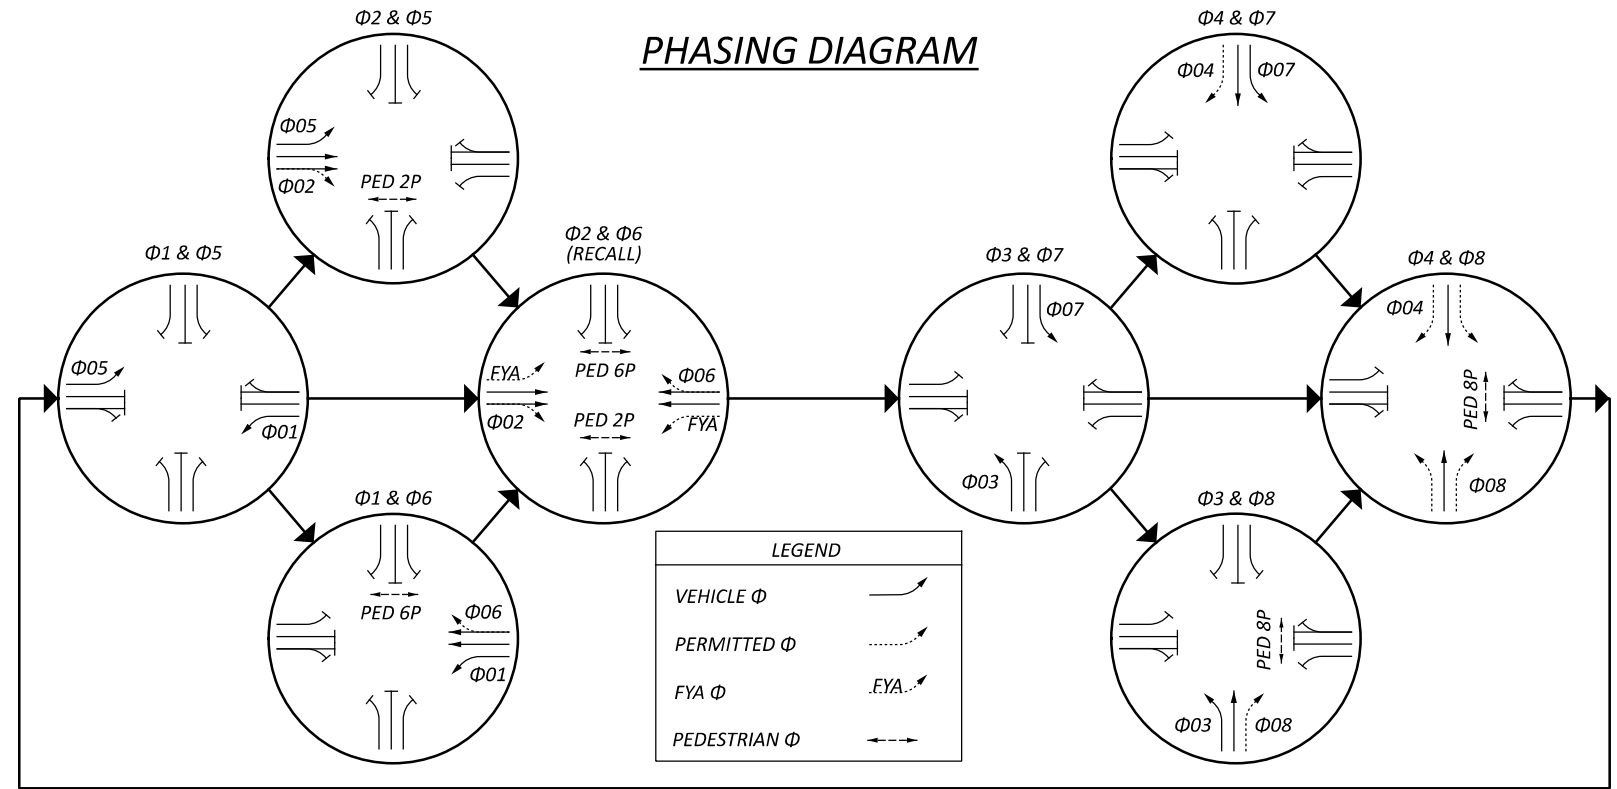 PHASING DIAGRAM
Φ1 & Φ5
Φ05
Φ01
Φ2 & Φ5
Φ05
Φ02
PED 2P
Φ1 & Φ6
PED 6P
Φ06
Φ01
Φ2 & Φ6
(RECALL)
FYA
PED 6P
Φ06
Φ02
PED 2P
FYA
Φ3 & Φ7
Φ07
Φ03
Φ4 & Φ7
Φ04
Φ07
Φ3 & Φ8
PED 8P
Φ03
Φ08
Φ4 & Φ8
Φ04
PED 8P
Φ08
LEGEND
VEHICLE Φ
PERMITTED Φ
FYA Φ
FYA
PEDESTRIAN Φ